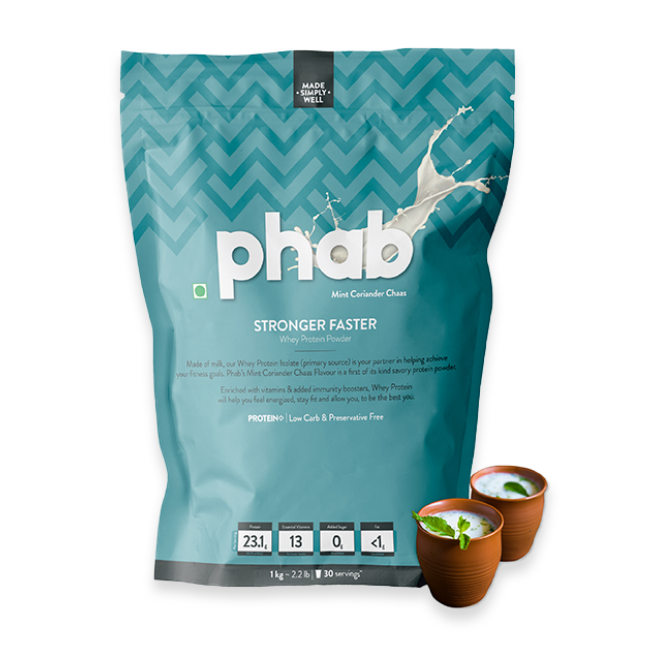 MADE
• SIMPLY •
WELL
phab
Mint Coriander Chaas
STRONGER FASTER
Whey Protein Powder
Made of milk, our Whey Protein Isolate (primary source) is your partner in helping achieve
your fitness goals. Phab's Mint Coriander Chaas Flavour is a first of its kind savory protein powder.
Enriched with vitamins & added immunity boosters, Whey Protein
will help you feel energized, stay fit and allow you, to be the best you.
PROTEIN+ | Low Carb & Preservative Free
Protein Essential Vitamins Added Sugar Fat
23.1g 13 0g <1g
1 kg ~ 2.2 lb | 30 servings*